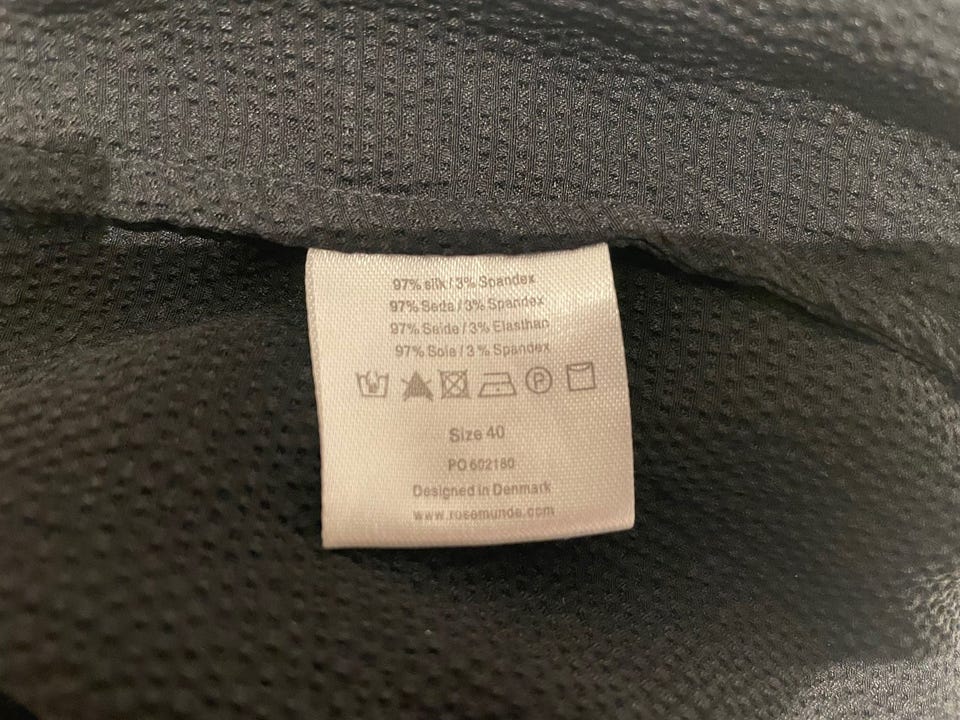 97% silk / 3% Spandex
97% Seda / 3% Spandex
97% Seide / 3% Elasthan
97% Soie / 3% Spandex
P
Size 40
PO 602180
Designed in Denmark
www.rosemunde.com